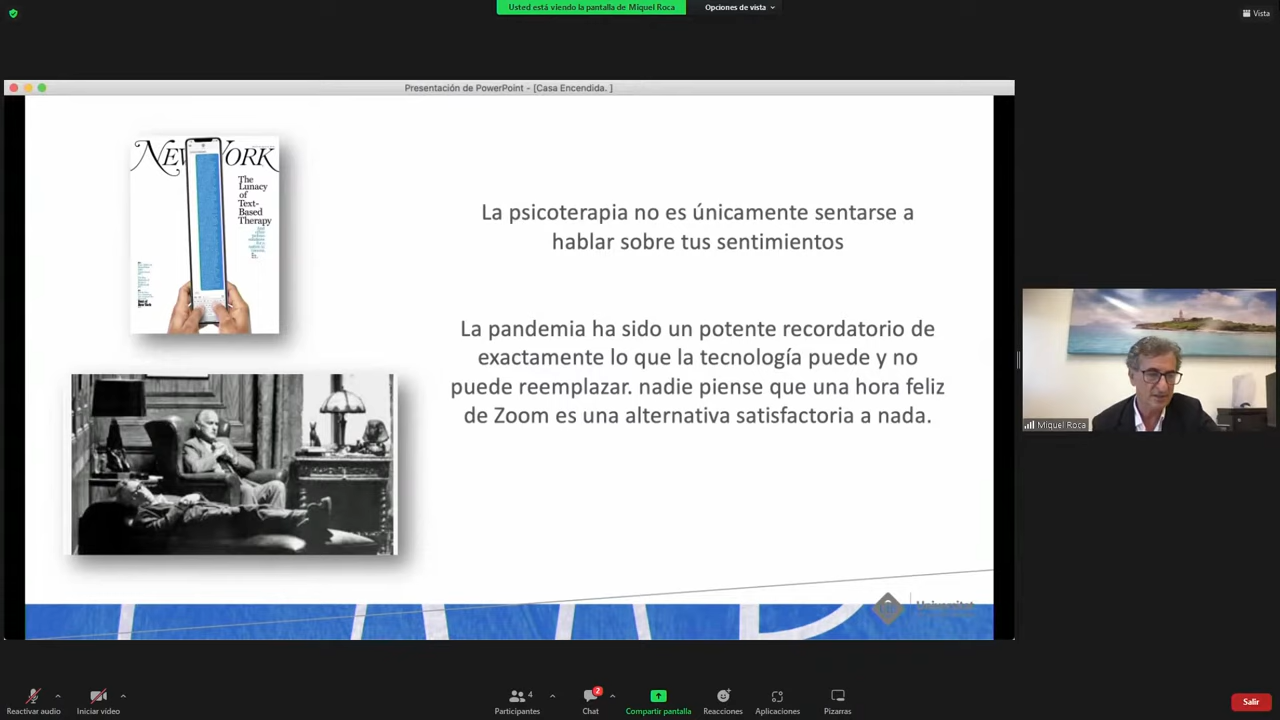 Usted está viendo la pantalla de Miquel Roca
Opciones de vista
Vista
Presentación de PowerPoint - [Casa Encendida. ]
NEW YORK
The
Lunacy
of
Text-
Based
Therapy
La psicoterapia no es únicamente sentarse a
hablar sobre tus sentimientos
La pandemia ha sido un potente recordatorio de
exactamente lo que la tecnología puede y no
puede reemplazar. nadie piense que una hora feliz
de Zoom es una alternativa satisfactoria a nada.
Universitat
Miquel Roca
Reactivar audio
Iniciar video
Participantes
4
Chat
2
Compartir pantalla
Reacciones
Aplicaciones
Pizarras
Salir